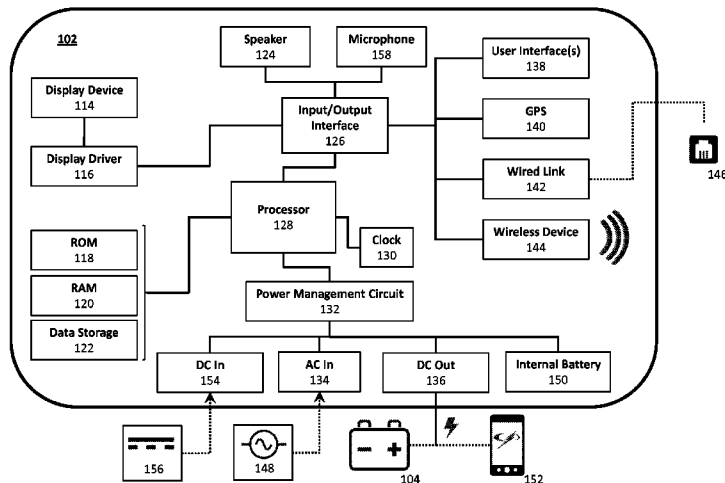 102
Speaker
124
Microphone
158
User Interface(s)
138
Display Device
114
Input/Output
Interface
126
GPS
140
Display Driver
116
Wired Link
142
146
Processor
128
Clock
130
Wireless Device
144
ROM
118
RAM
120
Data Storage
122
Power Management Circuit
132
DC In
154
AC In
134
DC Out
136
Internal Battery
150
156
148
104
152